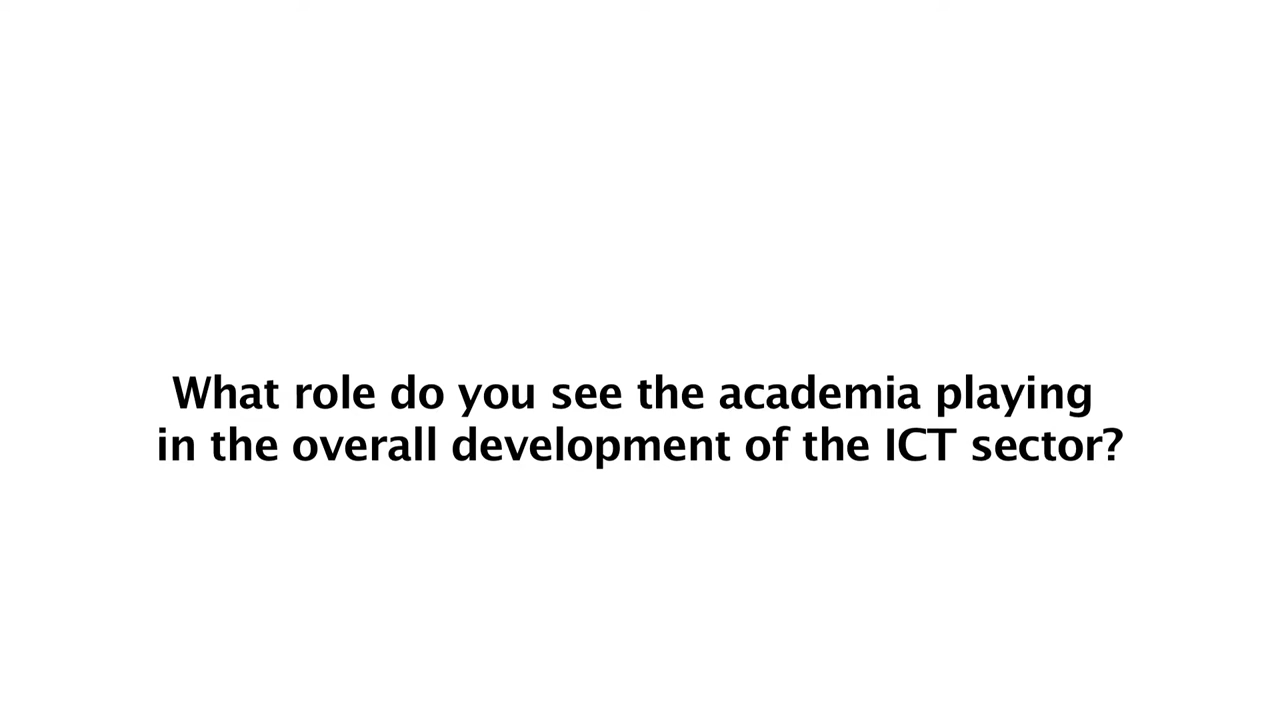 What role do you see the academia playing
in the overall development of the ICT sector?